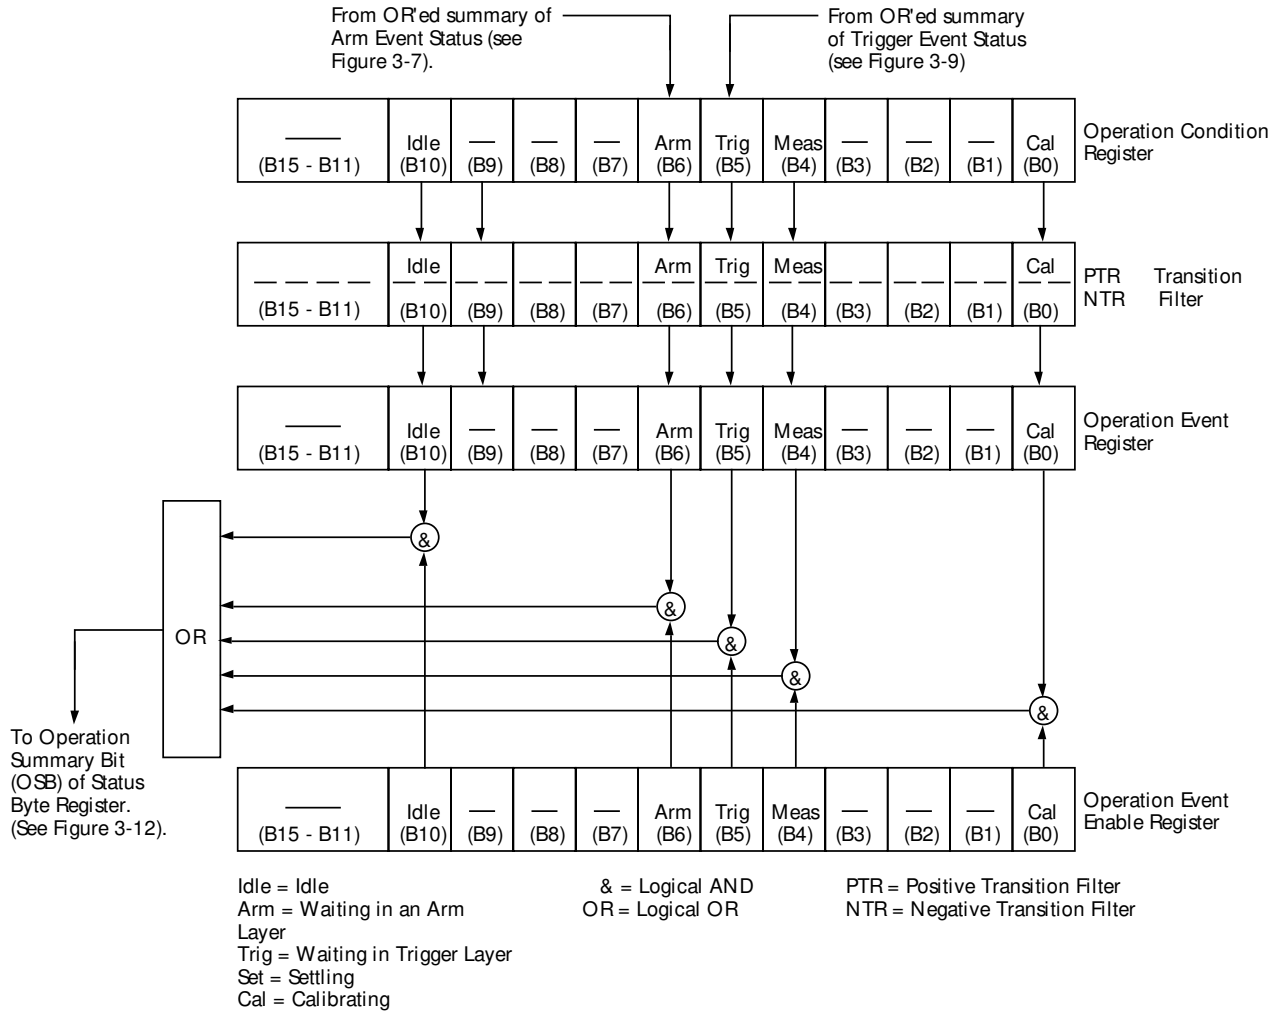 From OR'ed summary of
Arm Event Status (see
Figure 3-7).
From OR'ed summary
of Trigger Event Status
(see Figure 3-9)
Idle Arm Trig Meas Cal
(B15 - B11) (B10) (B9) (B8) (B7) (B6) (B5) (B4) (B3) (B2) (B1) (B0)
Operation Condition
Register
Idle Arm Trig Meas Cal
(B15 - B11) (B10) (B9) (B8) (B7) (B6) (B5) (B4) (B3) (B2) (B1) (B0)
PTR Transition
NTR Filter
Idle Arm Trig Meas Cal
(B15 - B11) (B10) (B9) (B8) (B7) (B6) (B5) (B4) (B3) (B2) (B1) (B0)
Operation Event
Register
&
&
OR
&
&
&
To Operation
Summary Bit
(OSB) of Status
Byte Register.
(See Figure 3-12).
Idle Arm Trig Meas Cal
(B15 - B11) (B10) (B9) (B8) (B7) (B6) (B5) (B4) (B3) (B2) (B1) (B0)
Operation Event
Enable Register
Idle = Idle
Arm = Waiting in an Arm
Layer
Trig = Waiting in Trigger Layer
Set = Settling
Cal = Calibrating
& = Logical AND
OR = Logical OR
PTR = Positive Transition Filter
NTR = Negative Transition Filter